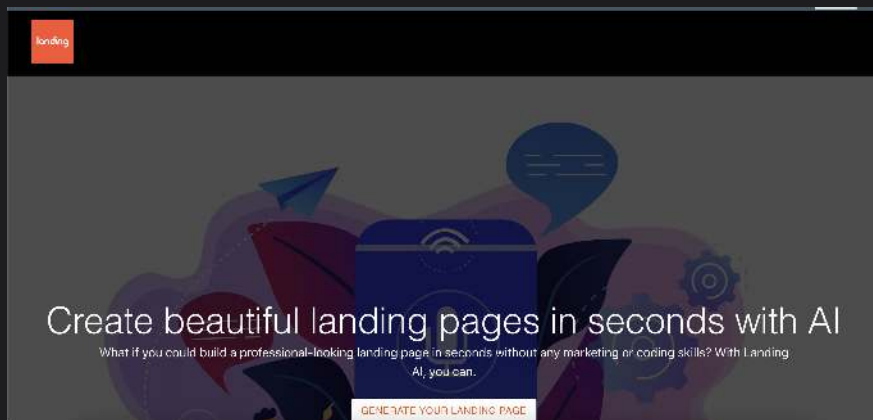 landing
Create beautiful landing pages in seconds with AI
What if you could build a professional-looking landing page in seconds without any marketing or coding skills? With Landing
AI, you can.
GENERATE YOUR LANDING PAGE